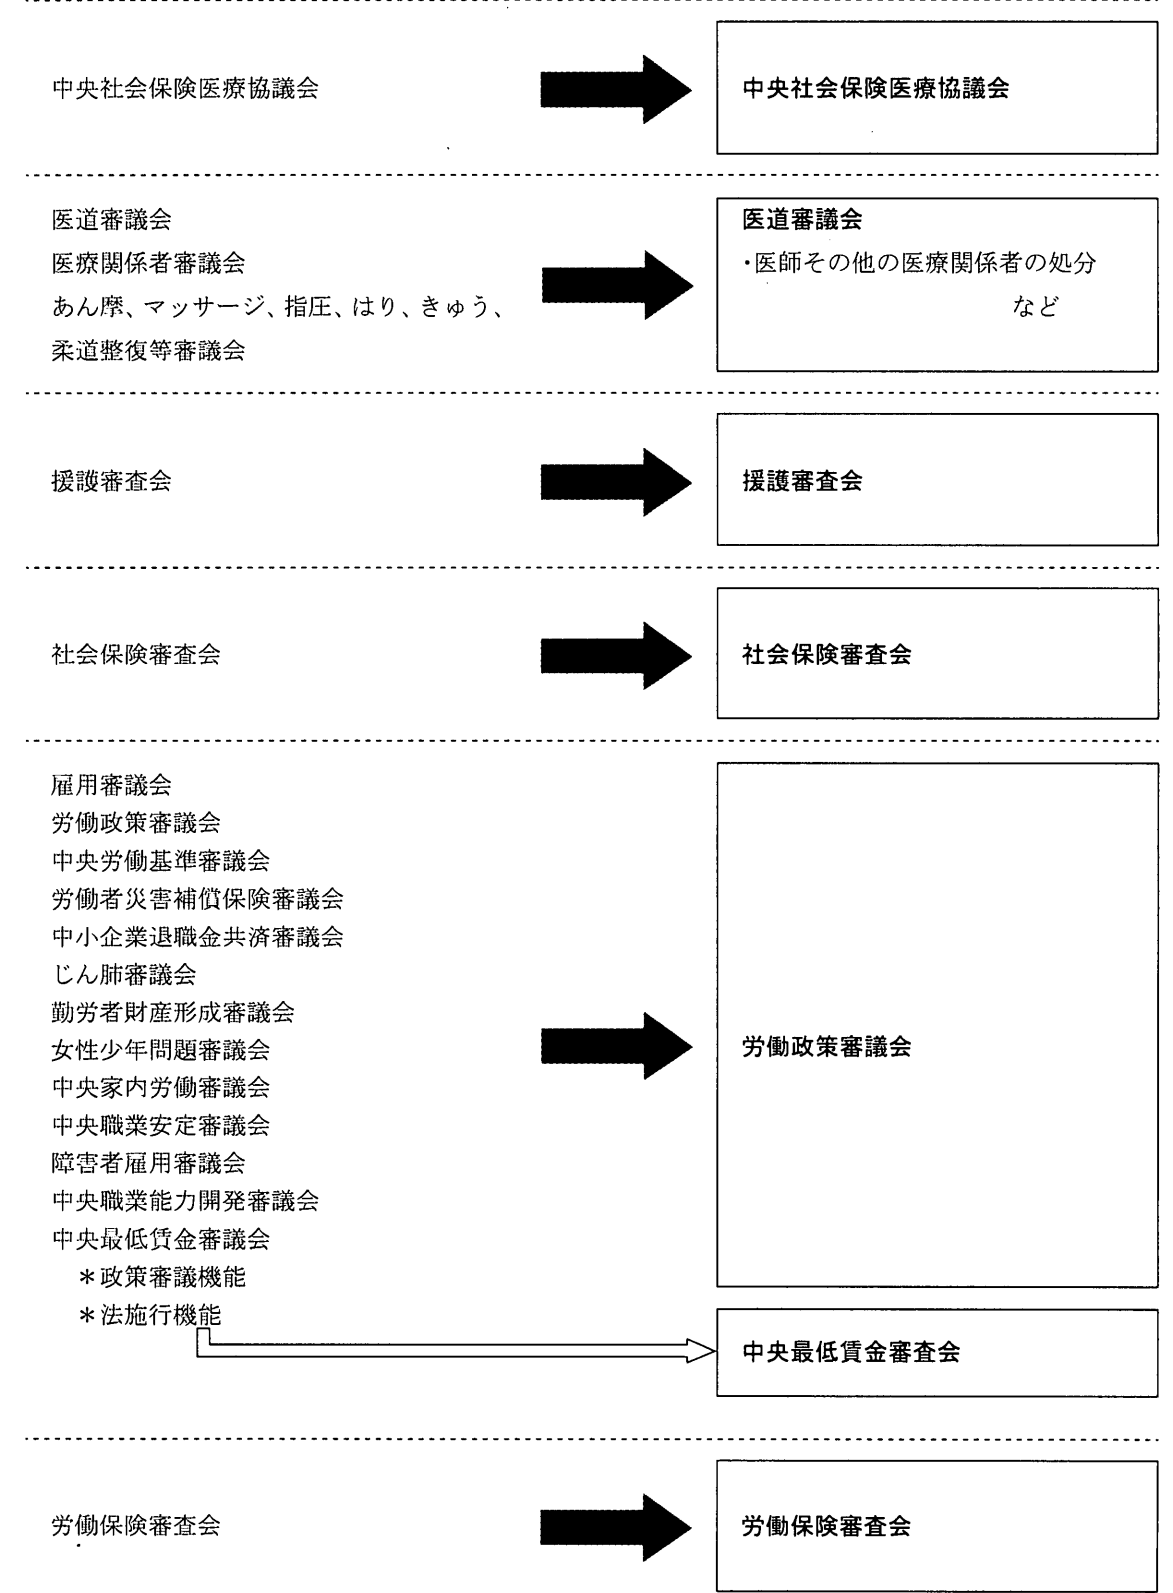 中央社会保険医療協議会
中央社会保険医療協議会
医道審議会
医療関係者審議会
あん摩、マッサージ、指圧、はり、きゅう、
柔道整復等審議会
医道審議会
・医師その他の医療関係者の処分
など
援護審査会
援護審査会
社会保険審査会
社会保険審査会
雇用審議会
労働政策審議会
中央労働基準審議会
労働者災害補償保険審議会
中小企業退職金共済審議会
じん肺審議会
勤労者財産形成審議会
女性少年問題審議会
中央家内労働審議会
中央職業安定審議会
障害者雇用審議会
中央職業能力開発審議会
中央最低賃金審議会
＊政策審議機能
＊法施行機能
労働政策審議会
中央最低賃金審査会
労働保険審査会
労働保険審査会